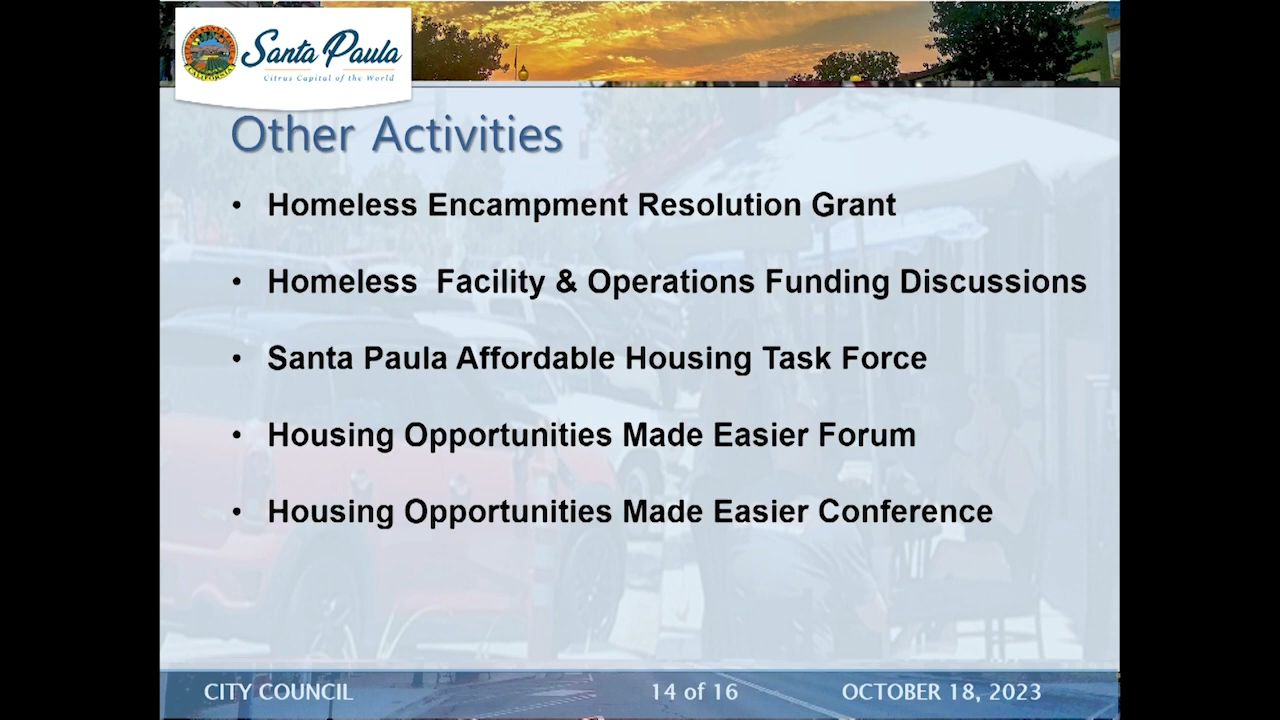 Santa Paula
Citrus Capital of the World
CALIFORNIA
Other Activities
• Homeless Encampment Resolution Grant
• Homeless  Facility & Operations Funding Discussions
• Santa Paula Affordable Housing Task Force
• Housing Opportunities Made Easier Forum
• Housing Opportunities Made Easier Conference
CITY COUNCIL
14 of 16
OCTOBER 18, 2023